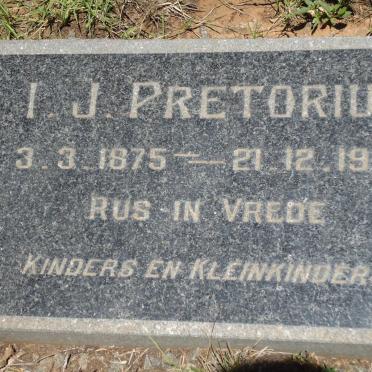 I. J. PRETORIU
3.3.1875 — 21.12.19
RUS IN VREDE
KINDERS EN KLEINKINDER